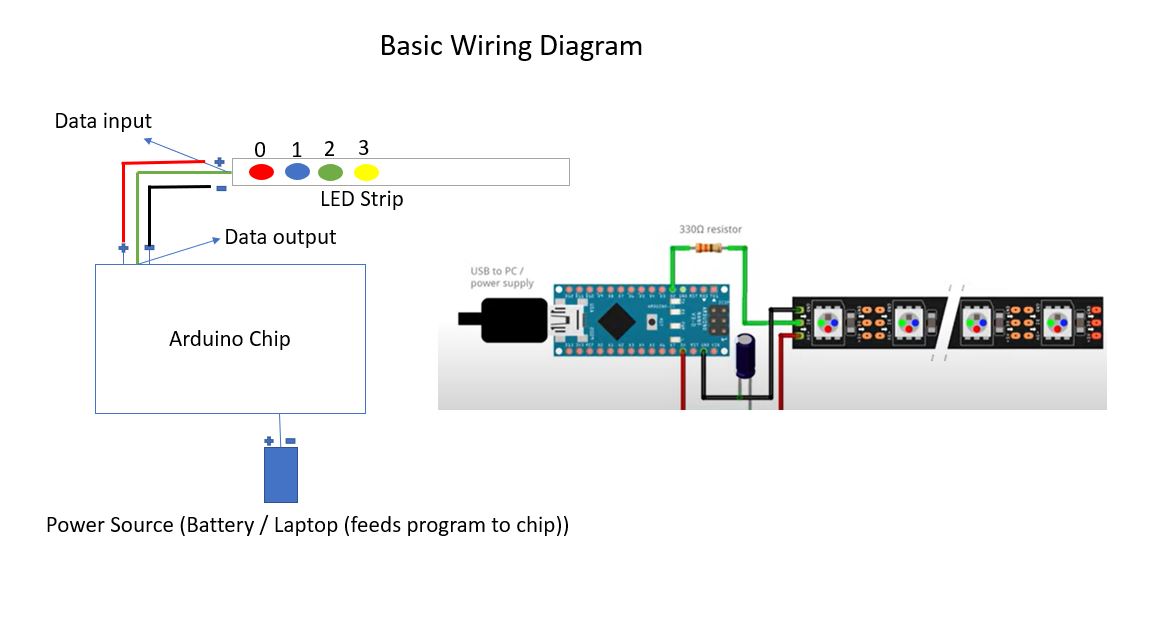 Basic Wiring Diagram
Data input
0 1 2 3
LED Strip
Data output
Arduino Chip
Power Source (Battery / Laptop (feeds program to chip))
330Ω resistor
USB to PC /
power supply